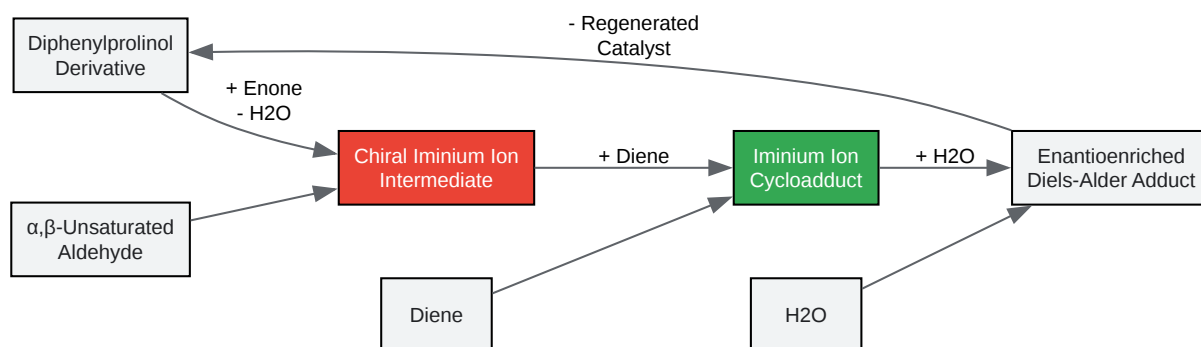 - Regenerated
Catalyst
Diphenylprolinol
Derivative
+ Enone
- H2O
Chiral Iminium Ion
Intermediate
+ Diene
Iminium Ion
Cycloadduct
+ H2O
Enantioenriched
Diels-Alder Adduct
α,β-Unsaturated
Aldehyde
Diene
H2O